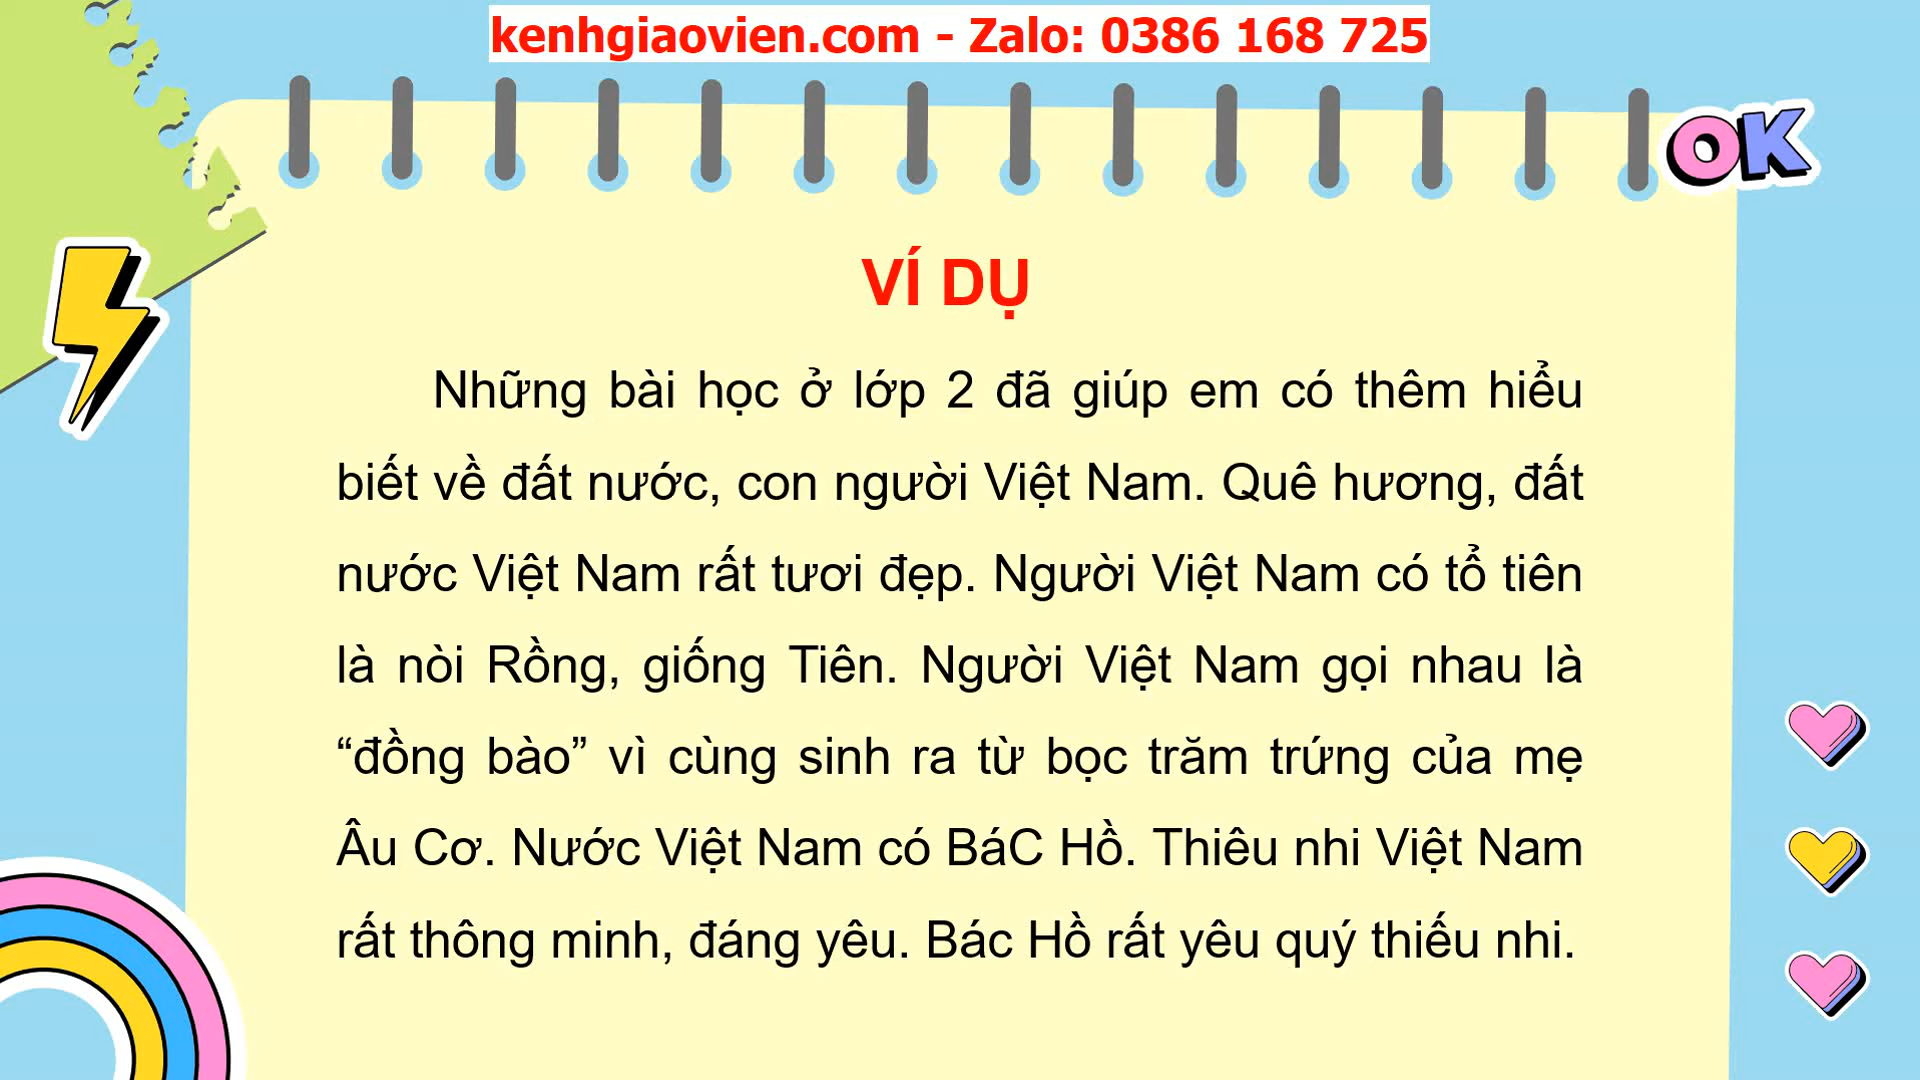 kenhgiaovien.com - Zalo: 0386 168 725
OK
VÍ DỤ
Những bài học ở lớp 2 đã giúp em có thêm hiểu
biết về đất nước, con người Việt Nam. Quê hương, đất
nước Việt Nam rất tươi đẹp. Người Việt Nam có tổ tiên
là nòi Rồng, giống Tiên. Người Việt Nam gọi nhau là
“đồng bào” vì cùng sinh ra từ bọc trăm trứng của mẹ
Âu Cơ. Nước Việt Nam có BáC Hồ. Thiêu nhi Việt Nam
rất thông minh, đáng yêu. Bác Hồ rất yêu quý thiếu nhi.